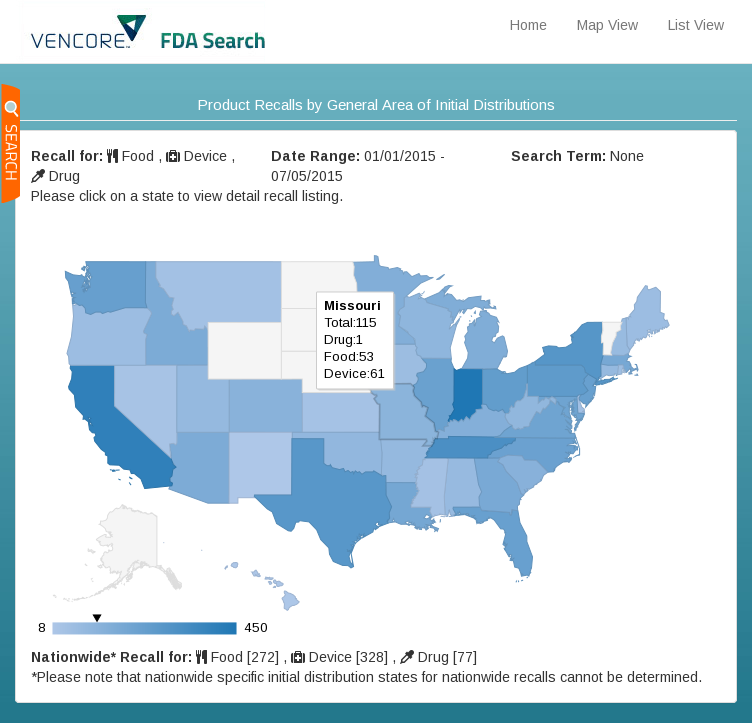 VENCORE FDA Search
Home Map View List View
Product Recalls by General Area of Initial Distributions
SEARCH
Recall for: Food , Device , Date Range: 01/01/2015 - Search Term: None
Drug 07/05/2015
Please click on a state to view detail recall listing.
Missouri
Total:115
Drug:1
Food:53
Device:61
8 450
Nationwide* Recall for: Food [272] , Device [328] , Drug [77]
*Please note that nationwide specific initial distribution states for nationwide recalls cannot be determined.